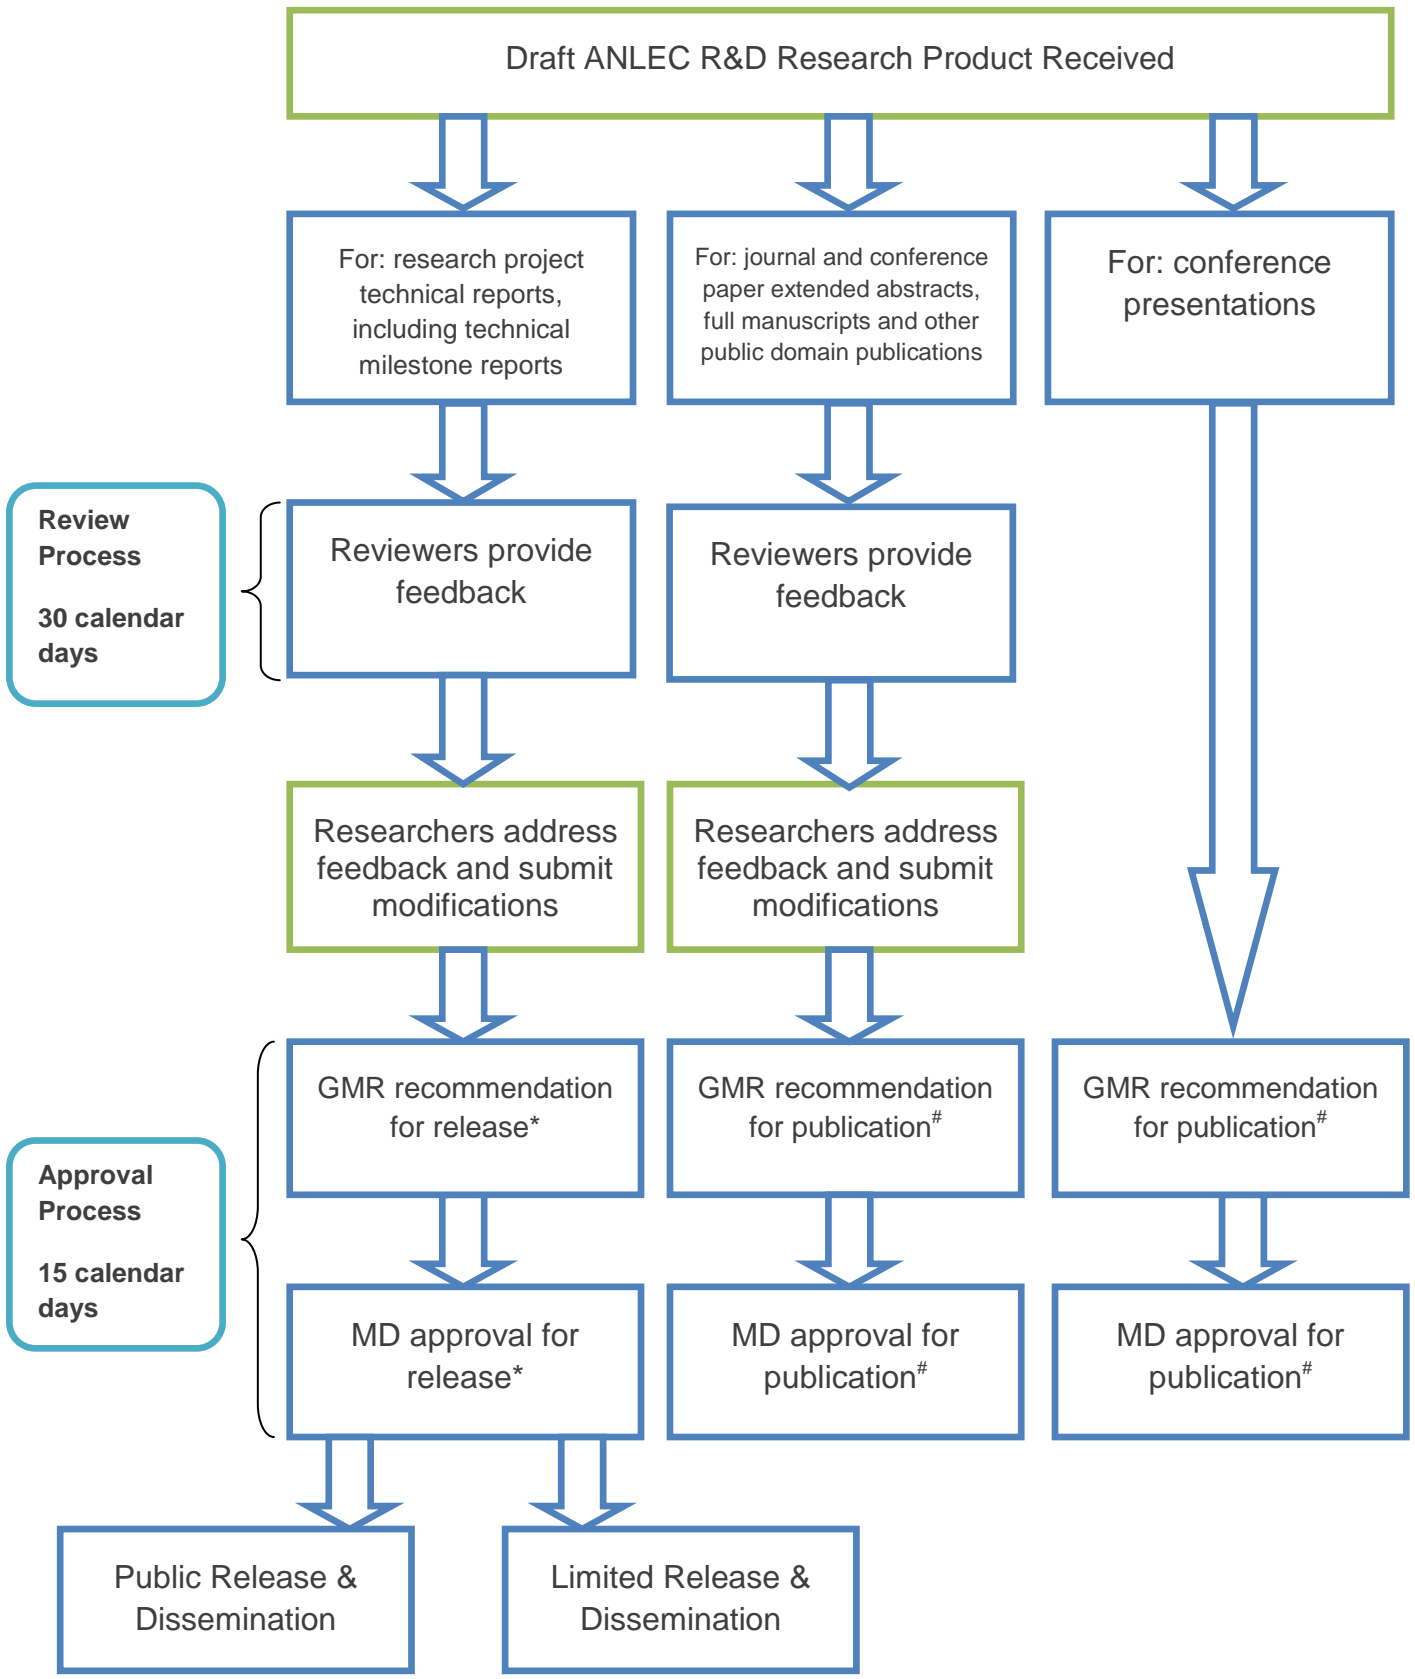 Draft ANLEC R&D Research Product Received
For: research project
technical reports,
including technical
milestone reports
For: journal and conference
paper extended abstracts,
full manuscripts and other
public domain publications
For: conference
presentations
Review
Process
30 calendar
days
Reviewers provide
feedback
Reviewers provide
feedback
Researchers address
feedback and submit
modifications
Researchers address
feedback and submit
modifications
GMR recommendation
for release*
GMR recommendation
for publication#
GMR recommendation
for publication#
Approval
Process
15 calendar
days
MD approval for
release*
MD approval for
publication#
MD approval for
publication#
Public Release &
Dissemination
Limited Release &
Dissemination